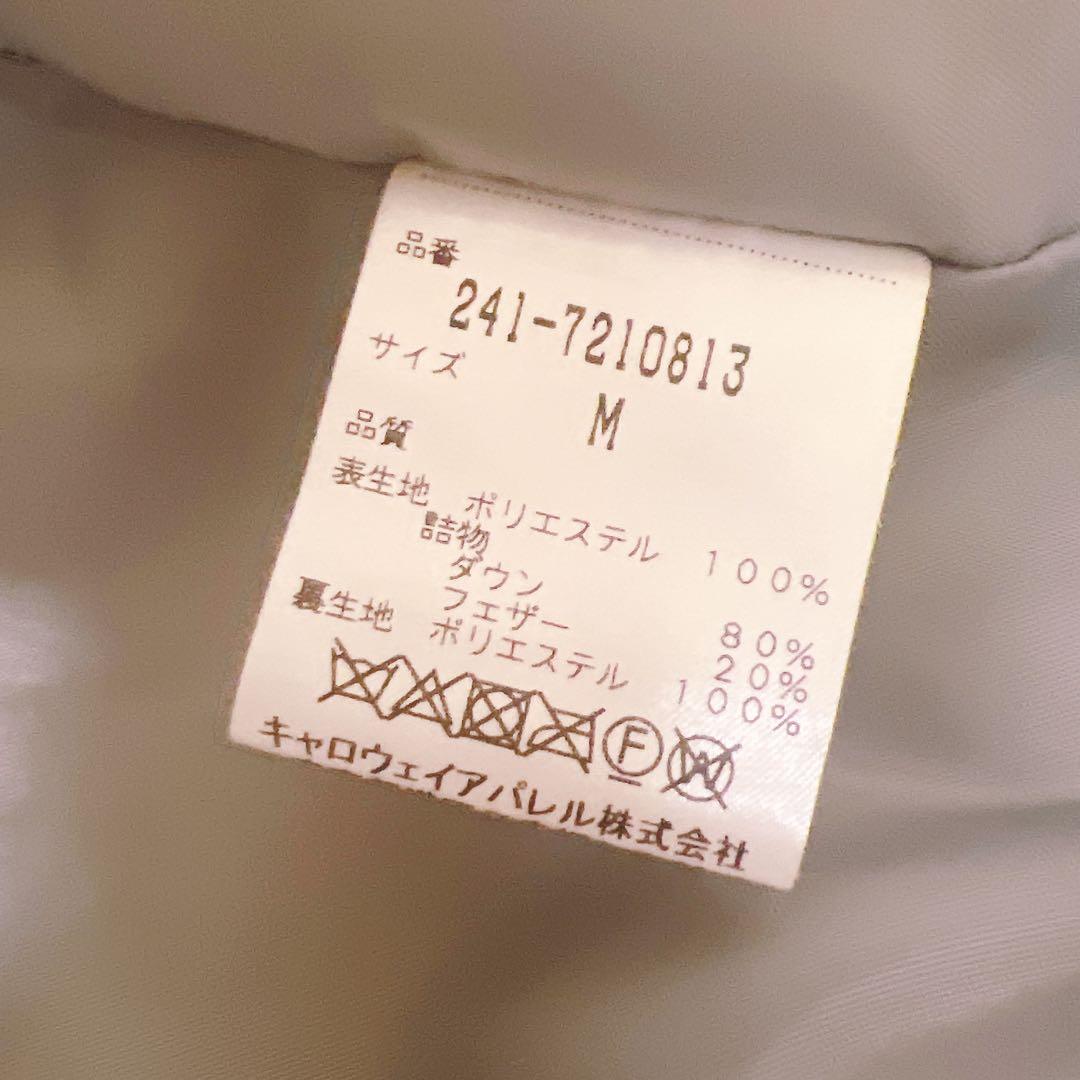 品番
241-7210813
サイズ
M
品質
表生地 ポリエステル 100%
詰物
ダウン 80%
フェザー 20%
裏生地 ポリエステル 100%
F W
キャロウェイアパレル株式会社